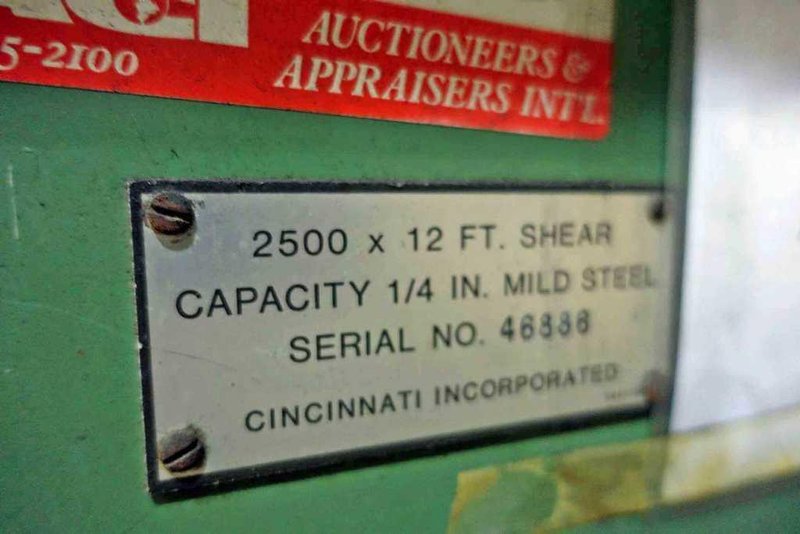 5-2100
AUCTIONEERS &
APPRAISERS INT'L.
2500 x 12 FT. SHEAR
CAPACITY 1/4 IN. MILD STEEL
SERIAL NO.
CINCINNATI INCORPORATED